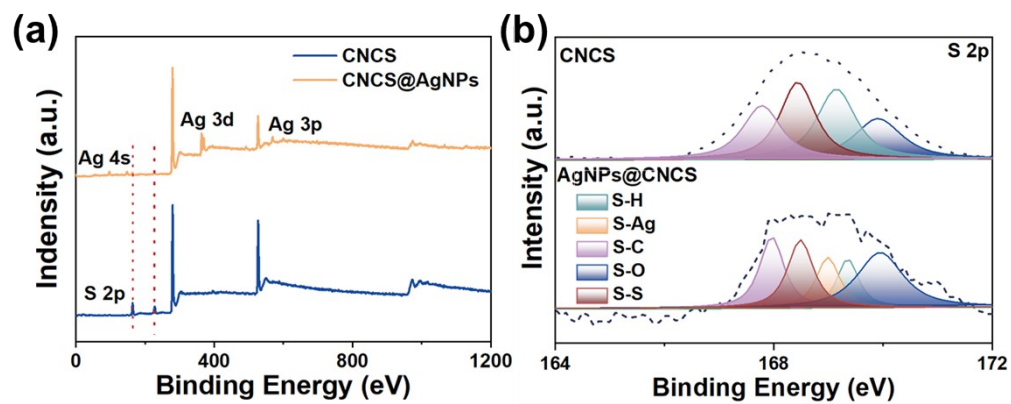 (a)
CNCS
CNCS@AgNPs
Ag 3d
Ag 3p
Ag 4s
S 2p
Indensity (a.u.)
0 400 800 1200
Binding Energy (eV)
(b)
CNCS
S 2p
AgNPs@CNCS
S-H
S-Ag
S-C
S-O
S-S
Intensity (a.u.)
164 168 172
Binding Energy (eV)